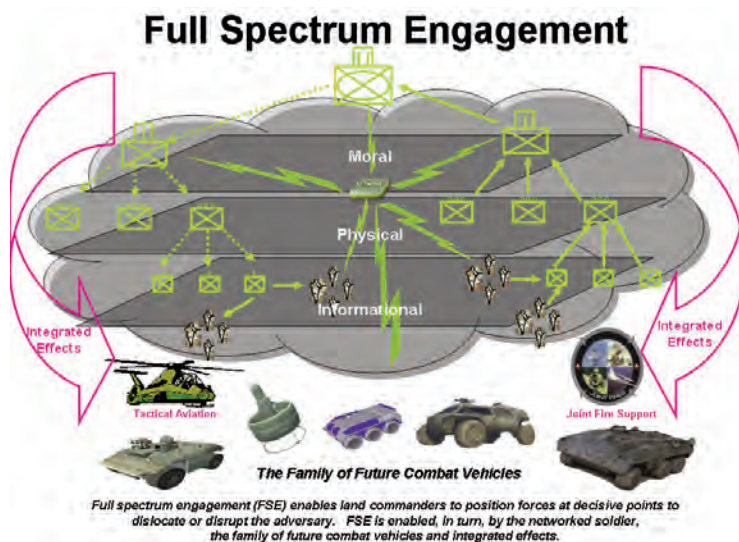 Full Spectrum Engagement
Moral
Physical
Informational
Integrated
Effects
Integrated
Effects
Tactical Aviation
Joint Fire Support
The Family of Future Combat Vehicles
Full spectrum engagement (FSE) enables land commanders to position forces at decisive points to
dislocate or disrupt the adversary. FSE is enabled, in turn, by the networked soldier,
the family of future combat vehicles and integrated effects.